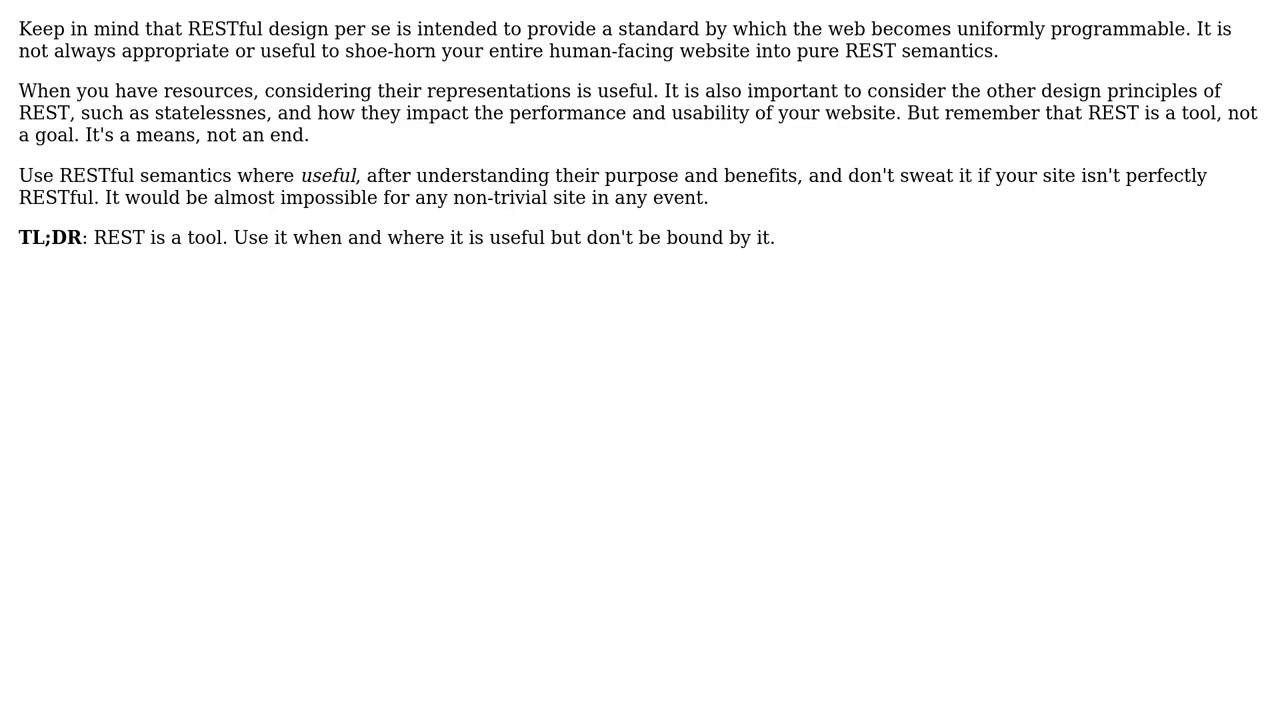 Keep in mind that RESTful design per se is intended to provide a standard by which the web becomes uniformly programmable. It is
not always appropriate or useful to shoe-horn your entire human-facing website into pure REST semantics.
When you have resources, considering their representations is useful. It is also important to consider the other design principles of
REST, such as statelessnes, and how they impact the performance and usability of your website. But remember that REST is a tool, not
a goal. It's a means, not an end.
Use RESTful semantics where useful, after understanding their purpose and benefits, and don't sweat it if your site isn't perfectly
RESTful. It would be almost impossible for any non-trivial site in any event.
TL;DR: REST is a tool. Use it when and where it is useful but don't be bound by it.